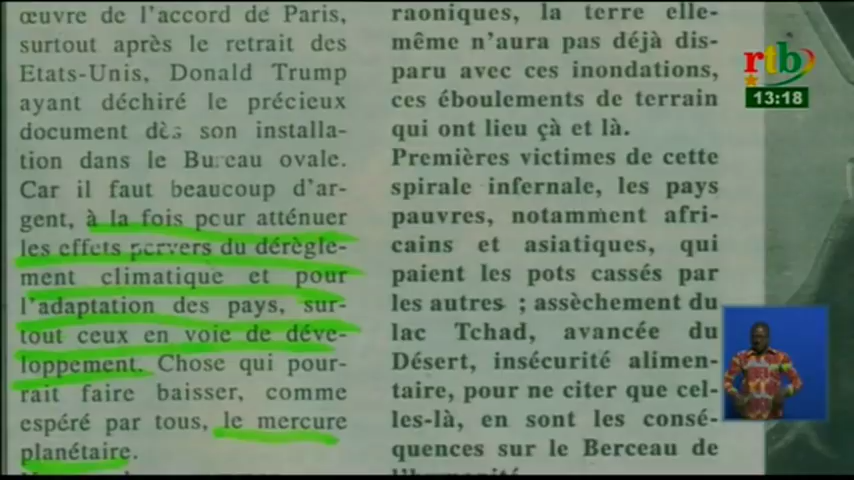 œuvre de l'accord de Paris,
surtout après le retrait des
Etats-Unis, Donald Trump
ayant déchiré le précieux
document dès son installa-
tion dans le Bureau ovale.
Car il faut beaucoup d'ar-
gent, à la fois pour atténuer
les effets pervers du dérègle-
ment climatique et pour
l'adaptation des pays, sur-
tout ceux en voie de déve-
loppement. Chose qui pour-
rait faire baisser, comme
espéré par tous, le mercure
planétaire.
raoniques, la terre elle-
même n'aura pas déjà dis-
paru avec ces inondations,
ces éboulements de terrain
qui ont lieu çà et là.
Premières victimes de cette
spirale infernale, les pays
pauvres, notamment afri-
cains et asiatiques, qui
paient les pots cassés par
les autres ; assèchement du
lac Tchad, avancée du
Désert, insécurité alimen-
taire, pour ne citer que cel-
les-là, en sont les consé-
quences sur le Berceau de
l'humanité
rtb
13:18